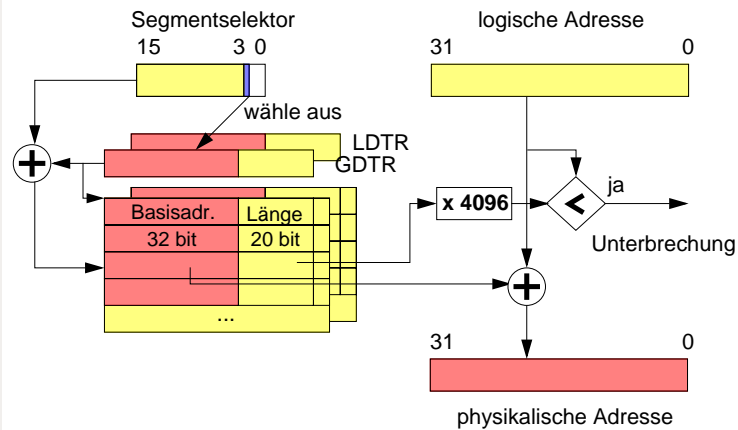 Segmentselektor
logische Adresse
15 3 0
31 0
wähle aus
LDTR
GDTR
Basisadr. Länge
32 bit 20 bit
...
x 4096
<
ja
Unterbrechung
+
+
31 0
physikalische Adresse